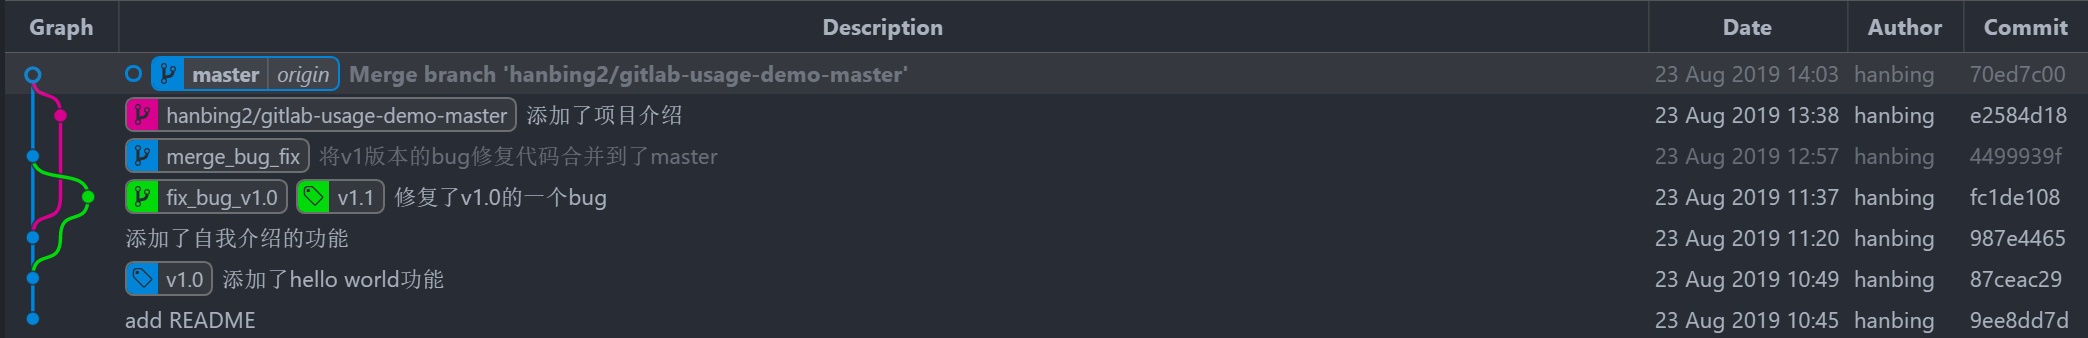 Graph Description Date Author Commit
master origin Merge branch 'hanbing2/gitlab-usage-demo-master' 23 Aug 2019 14:03 hanbing 70ed7c00
hanbing2/gitlab-usage-demo-master 添加了项目介绍 23 Aug 2019 13:38 hanbing e2584d18
merge_bug_fix 将v1版本的bug修复代码合并到了master 23 Aug 2019 12:57 hanbing 4499939f
fix_bug_v1.0 v1.1 修复了v1.0的一个bug 23 Aug 2019 11:37 hanbing fc1de108
添加了自我介绍的功能 23 Aug 2019 11:20 hanbing 987e4465
v1.0 添加了hello world功能 23 Aug 2019 10:49 hanbing 87ceac29
add README 23 Aug 2019 10:45 hanbing 9ee8dd7d